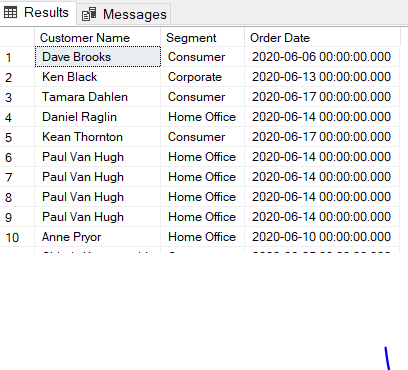 Results Messages
Customer Name Segment Order Date
1 Dave Brooks Consumer 2020-06-06 00:00:00.000
2 Ken Black Corporate 2020-06-13 00:00:00.000
3 Tamara Dahlen Consumer 2020-06-17 00:00:00.000
4 Daniel Raglin Home Office 2020-06-14 00:00:00.000
5 Kean Thornton Consumer 2020-06-17 00:00:00.000
6 Paul Van Hugh Home Office 2020-06-14 00:00:00.000
7 Paul Van Hugh Home Office 2020-06-14 00:00:00.000
8 Paul Van Hugh Home Office 2020-06-14 00:00:00.000
9 Paul Van Hugh Home Office 2020-06-14 00:00:00.000
10 Anne Pryor Home Office 2020-06-10 00:00:00.000